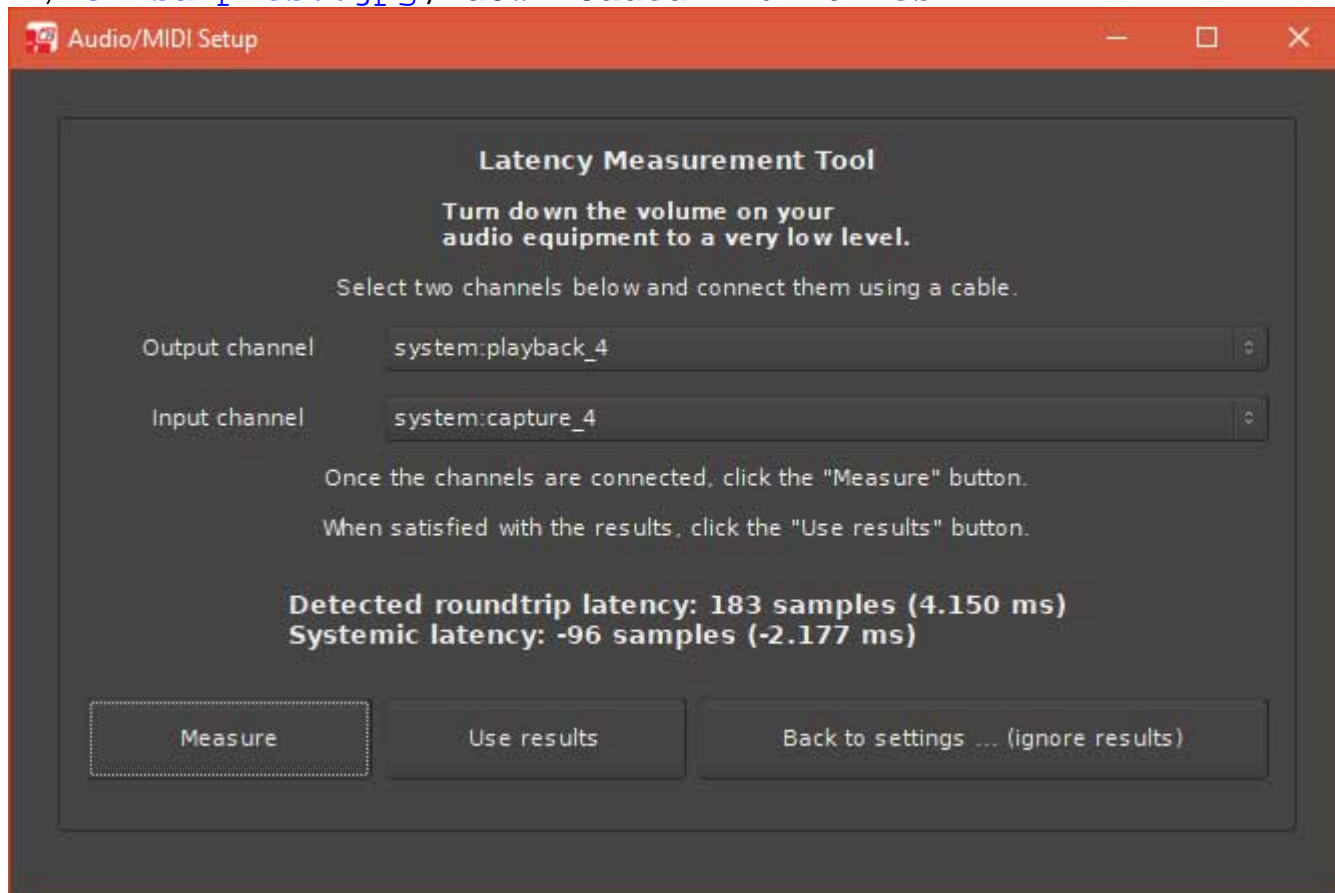 Audio/MIDI Setup
Latency Measurement Tool
Turn down the volume on your
audio equipment to a very low level.
Select two channels below and connect them using a cable.
Output channel system:playback_4
Input channel system:capture_4
Once the channels are connected, click the "Measure" button.
When satisfied with the results, click the "Use results" button.
Detected roundtrip latency: 183 samples (4.150 ms)
Systemic latency: -96 samples (-2.177 ms)
Measure Use results Back to settings ... (ignore results)